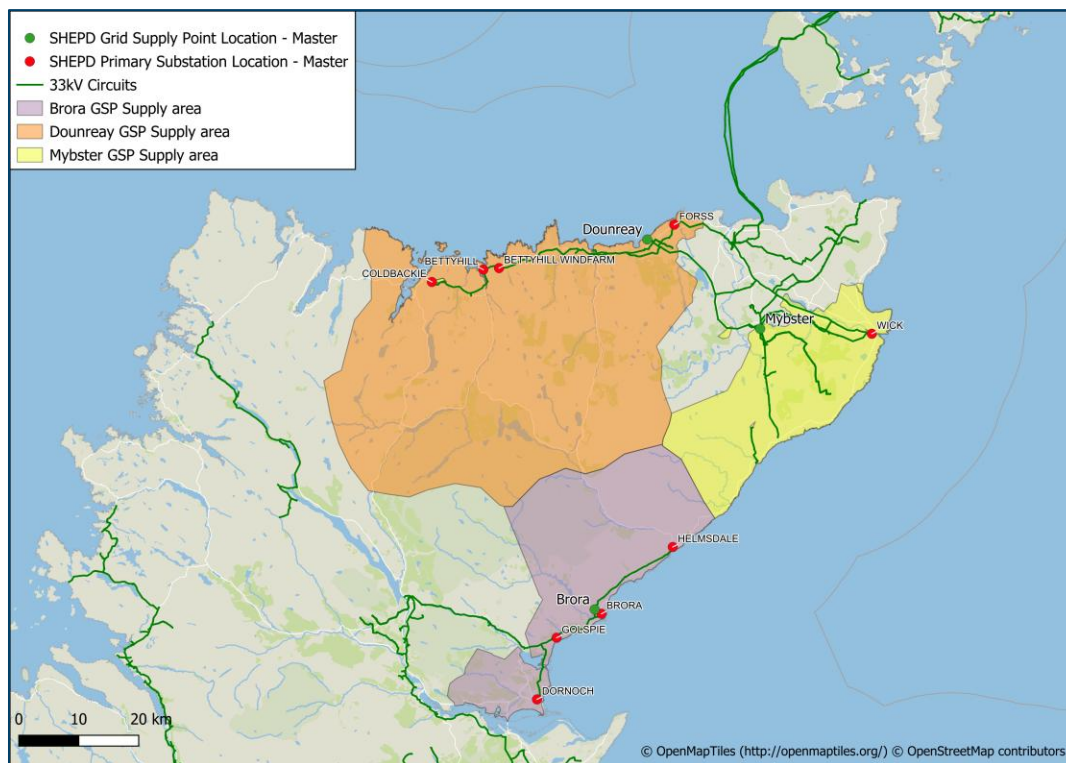 SHEPD Grid Supply Point Location - Master
SHEPD Primary Substation Location - Master
33kV Circuits
Brora GSP Supply area
Dounreay GSP Supply area
Mybster GSP Supply area
FORSS
Dounreay
BETTYHILL
BETTYHILL WINDFARM
COLDBACKIE
Mybster
WICK
HELMSDALE
Brora
BRORA
GOLSPIE
DORNOCH
0 10 20 km
© OpenMapTiles (http://openmaptiles.org/) © OpenStreetMap contributors